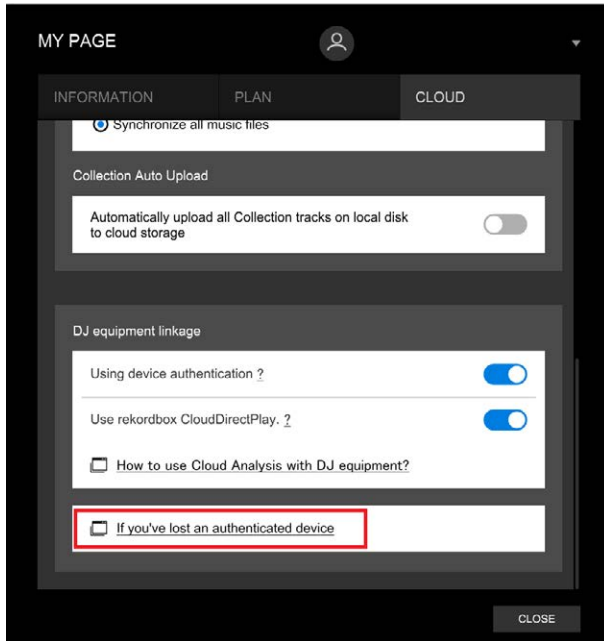 MY PAGE
INFORMATION PLAN CLOUD
Synchronize all music files
Collection Auto Upload
Automatically upload all Collection tracks on local disk
to cloud storage
DJ equipment linkage
Using device authentication ?
Use rekordbox CloudDirectPlay. ?
How to use Cloud Analysis with DJ equipment?
If you've lost an authenticated device
CLOSE